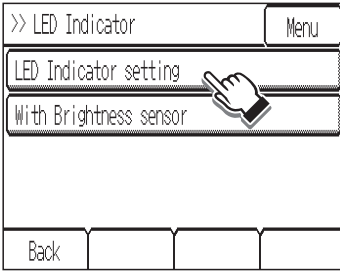 >> LED Indicator
Menu
LED Indicator setting
With Brightness sensor
Back